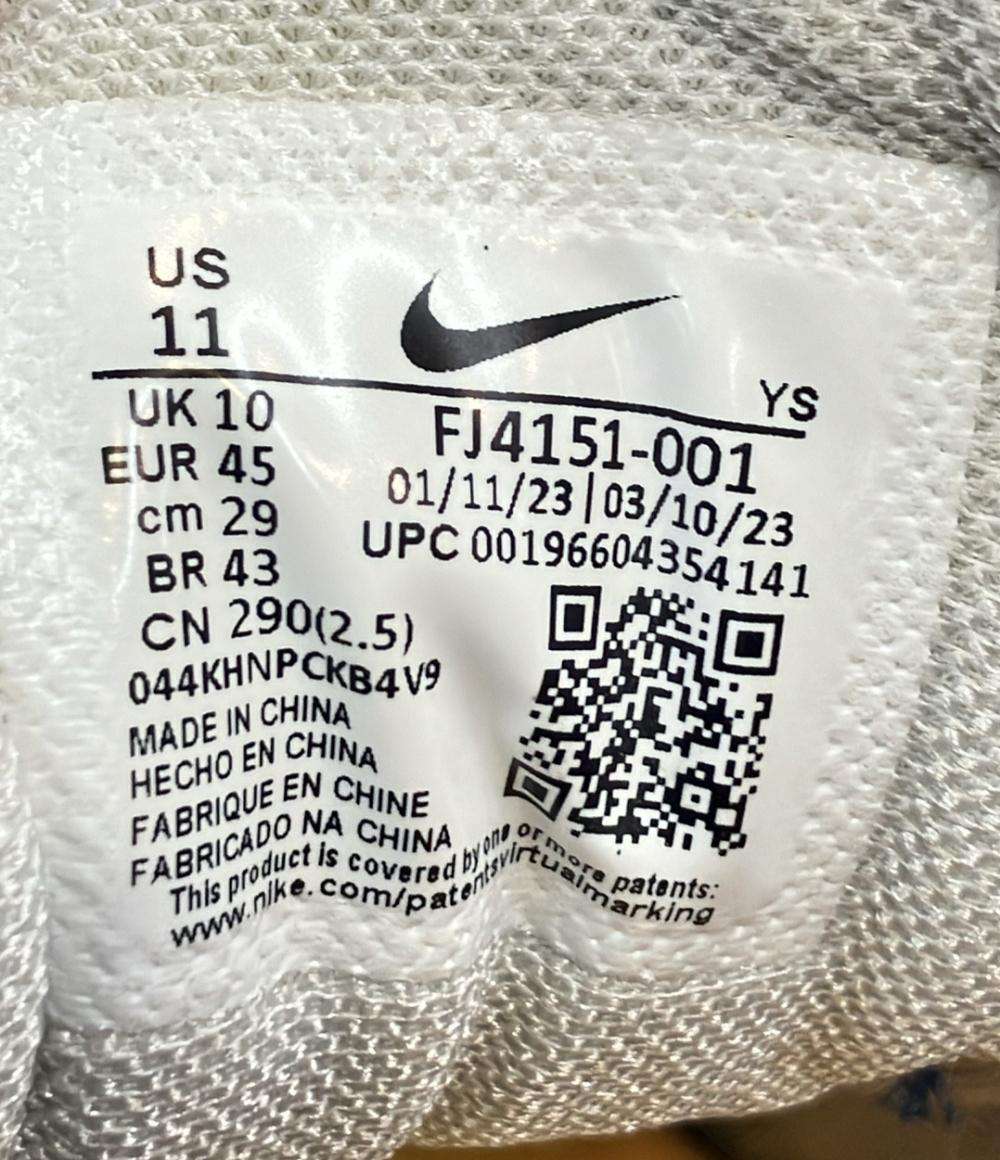 US
11
YS
UK 10
EUR 45
cm 29
BR 43
CN 290(2.5)
FJ4151-001
01/11/23|03/10/23
UPC 00196604354141
044KHNPCKB4V9
MADE IN CHINA
HECHO EN CHINA
FABRIQUE EN CHINE
FABRICADO NA CHINA
This product is covered by one or more patents:
www.nike.com/patentsvirtualmarking